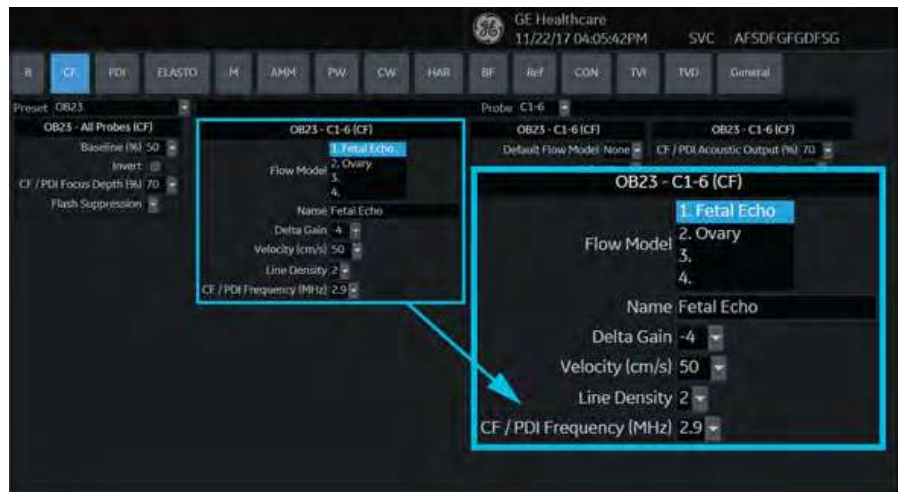 GE Healthcare
11/22/17 04:05:42PM SVC AFSDFGFGDFSG
B CF PDI ELASTO M AMM PW CW HAR BF Ref CON TVI TVD General
Preset OB23 Probe C1-6
OB23 - All Probes (CF)
Baseline (%) 50
Invert
CF / PDI Focus Depth (%) 70
Flash Suppression
OB23 - C1-6 (CF)
Flow Model
1. Fetal Echo
2. Ovary
3.
4.
Name Fetal Echo
Delta Gain -4
Velocity (cm/s) 50
Line Density 2
CF / PDI Frequency (MHz) 2.9
OB23 - C1-6 (CF)
Default Flow Model None
OB23 - C1-6 (CF)
CF / PDI Acoustic Output (%) 70
OB23 - C1-6 (CF)
Flow Model
1. Fetal Echo
2. Ovary
3.
4.
Name Fetal Echo
Delta Gain -4
Velocity (cm/s) 50
Line Density 2
CF / PDI Frequency (MHz) 2.9